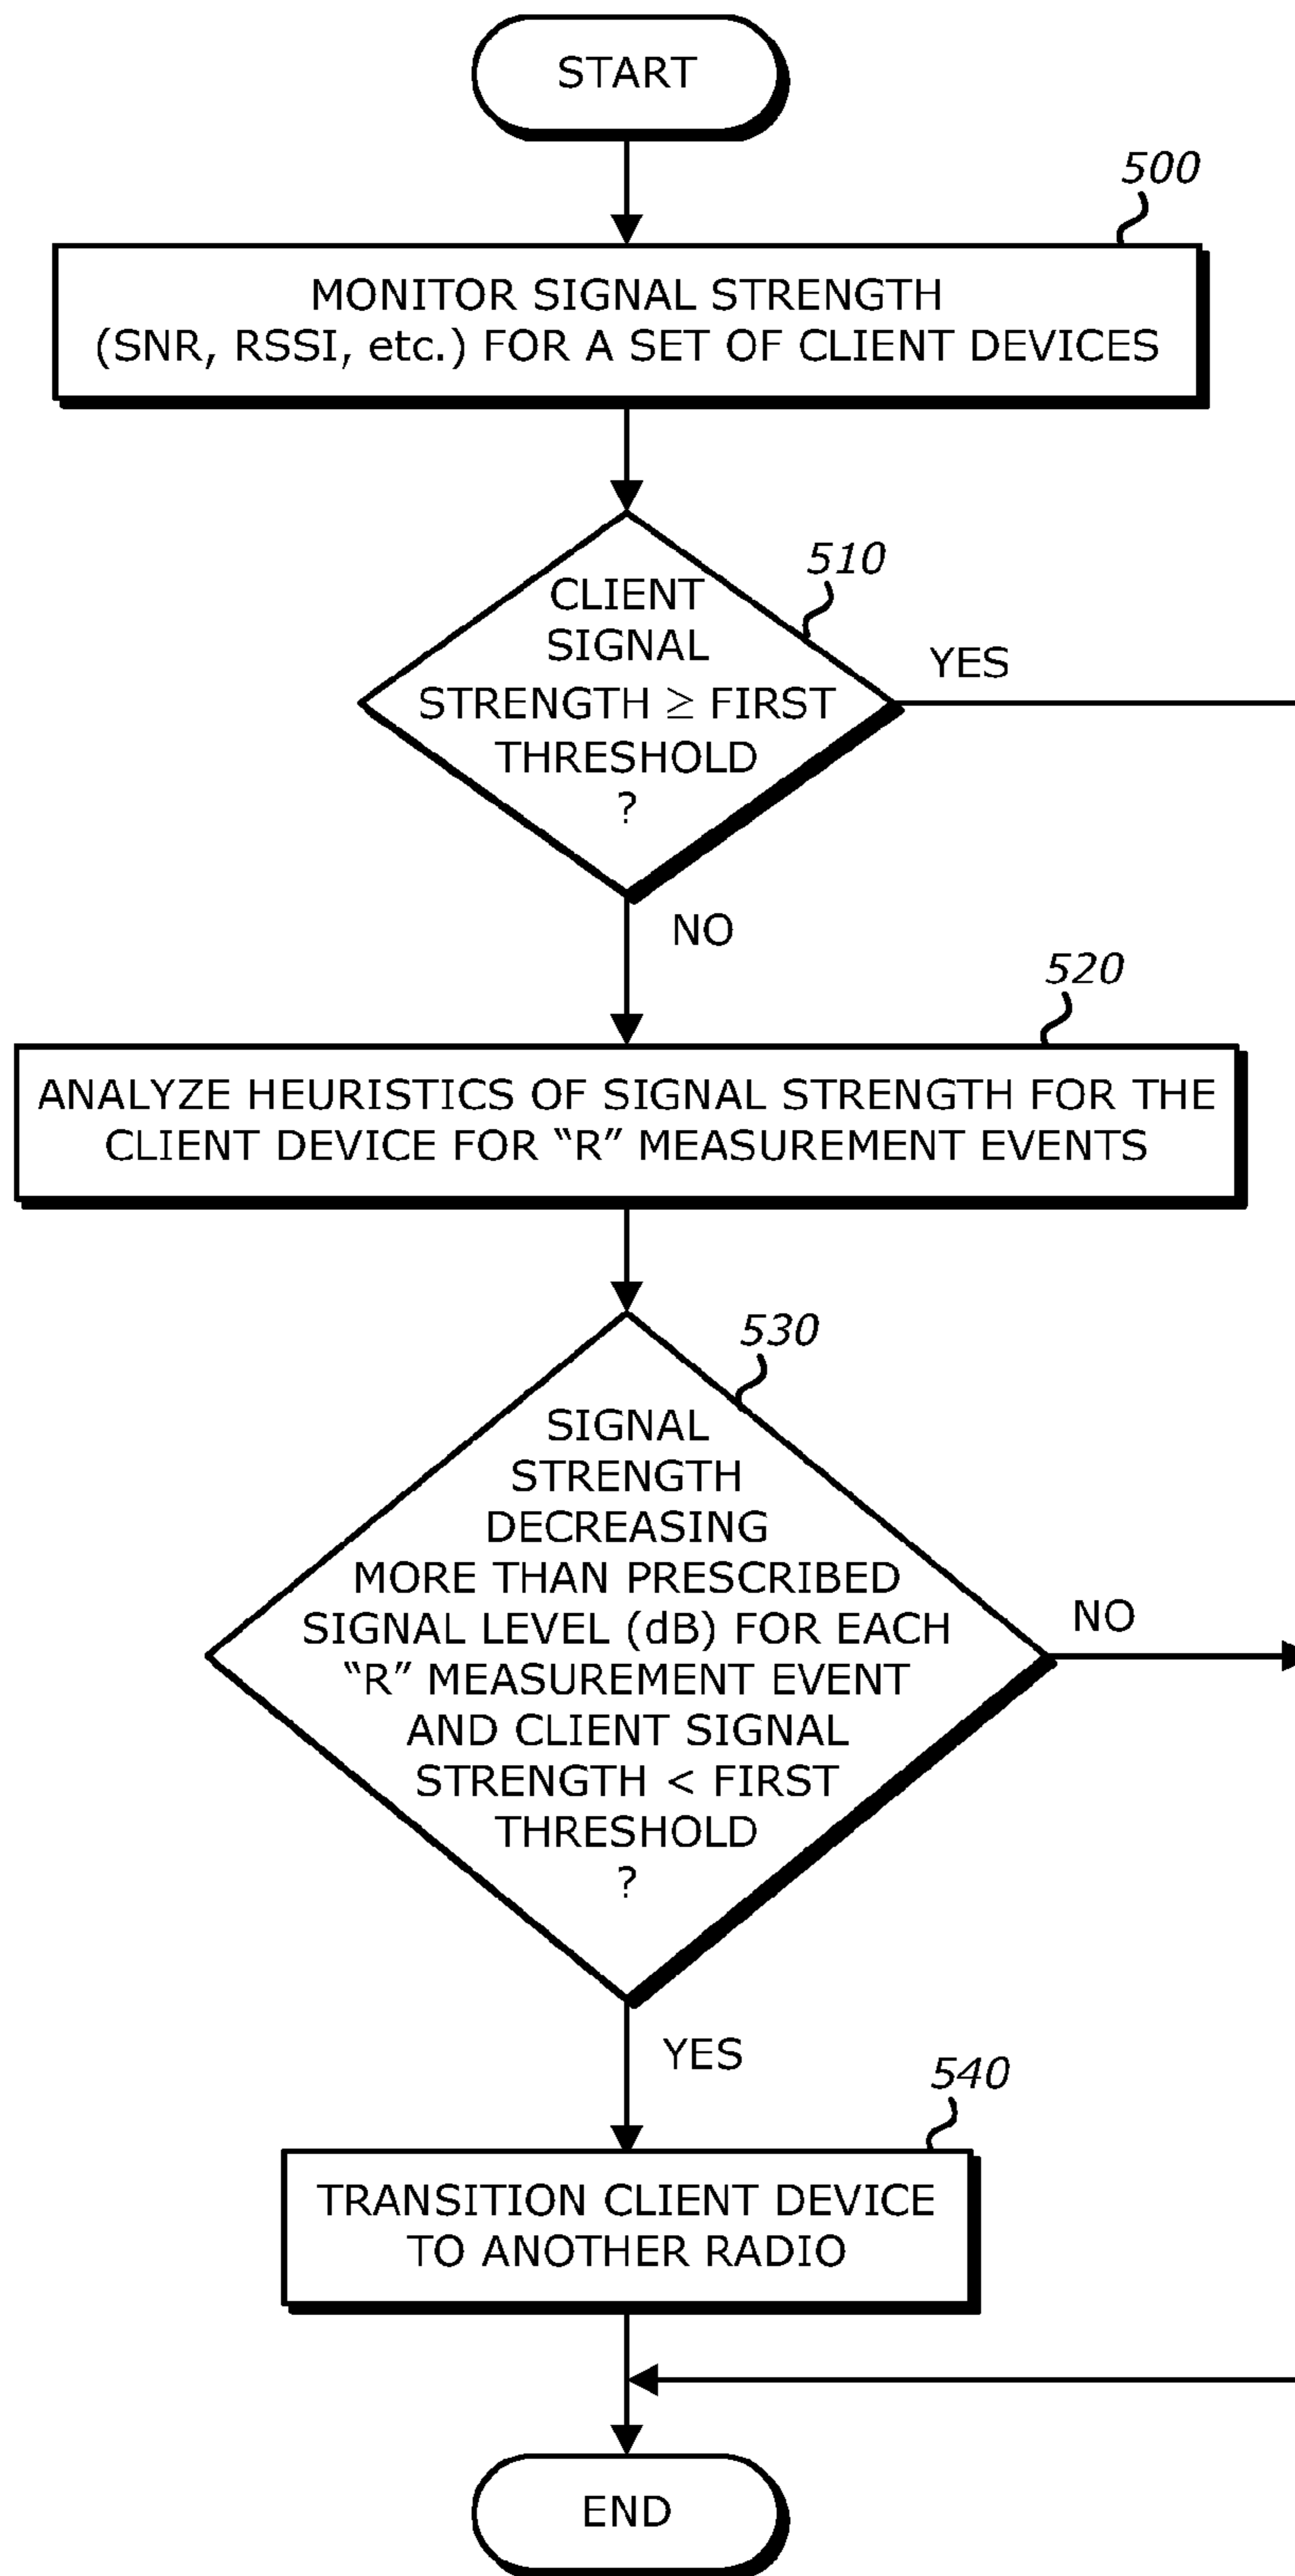 START
500
MONITOR SIGNAL STRENGTH
(SNR, RSSI, etc.) FOR A SET OF CLIENT DEVICES
510
CLIENT
SIGNAL
STRENGTH ≥ FIRST
THRESHOLD
?
YES
NO
520
ANALYZE HEURISTICS OF SIGNAL STRENGTH FOR THE
CLIENT DEVICE FOR “R” MEASUREMENT EVENTS
530
SIGNAL
STRENGTH
DECREASING
MORE THAN PRESCRIBED
SIGNAL LEVEL (dB) FOR EACH
“R” MEASUREMENT EVENT
AND CLIENT SIGNAL
STRENGTH < FIRST
THRESHOLD
?
NO
YES
540
TRANSITION CLIENT DEVICE
TO ANOTHER RADIO
END